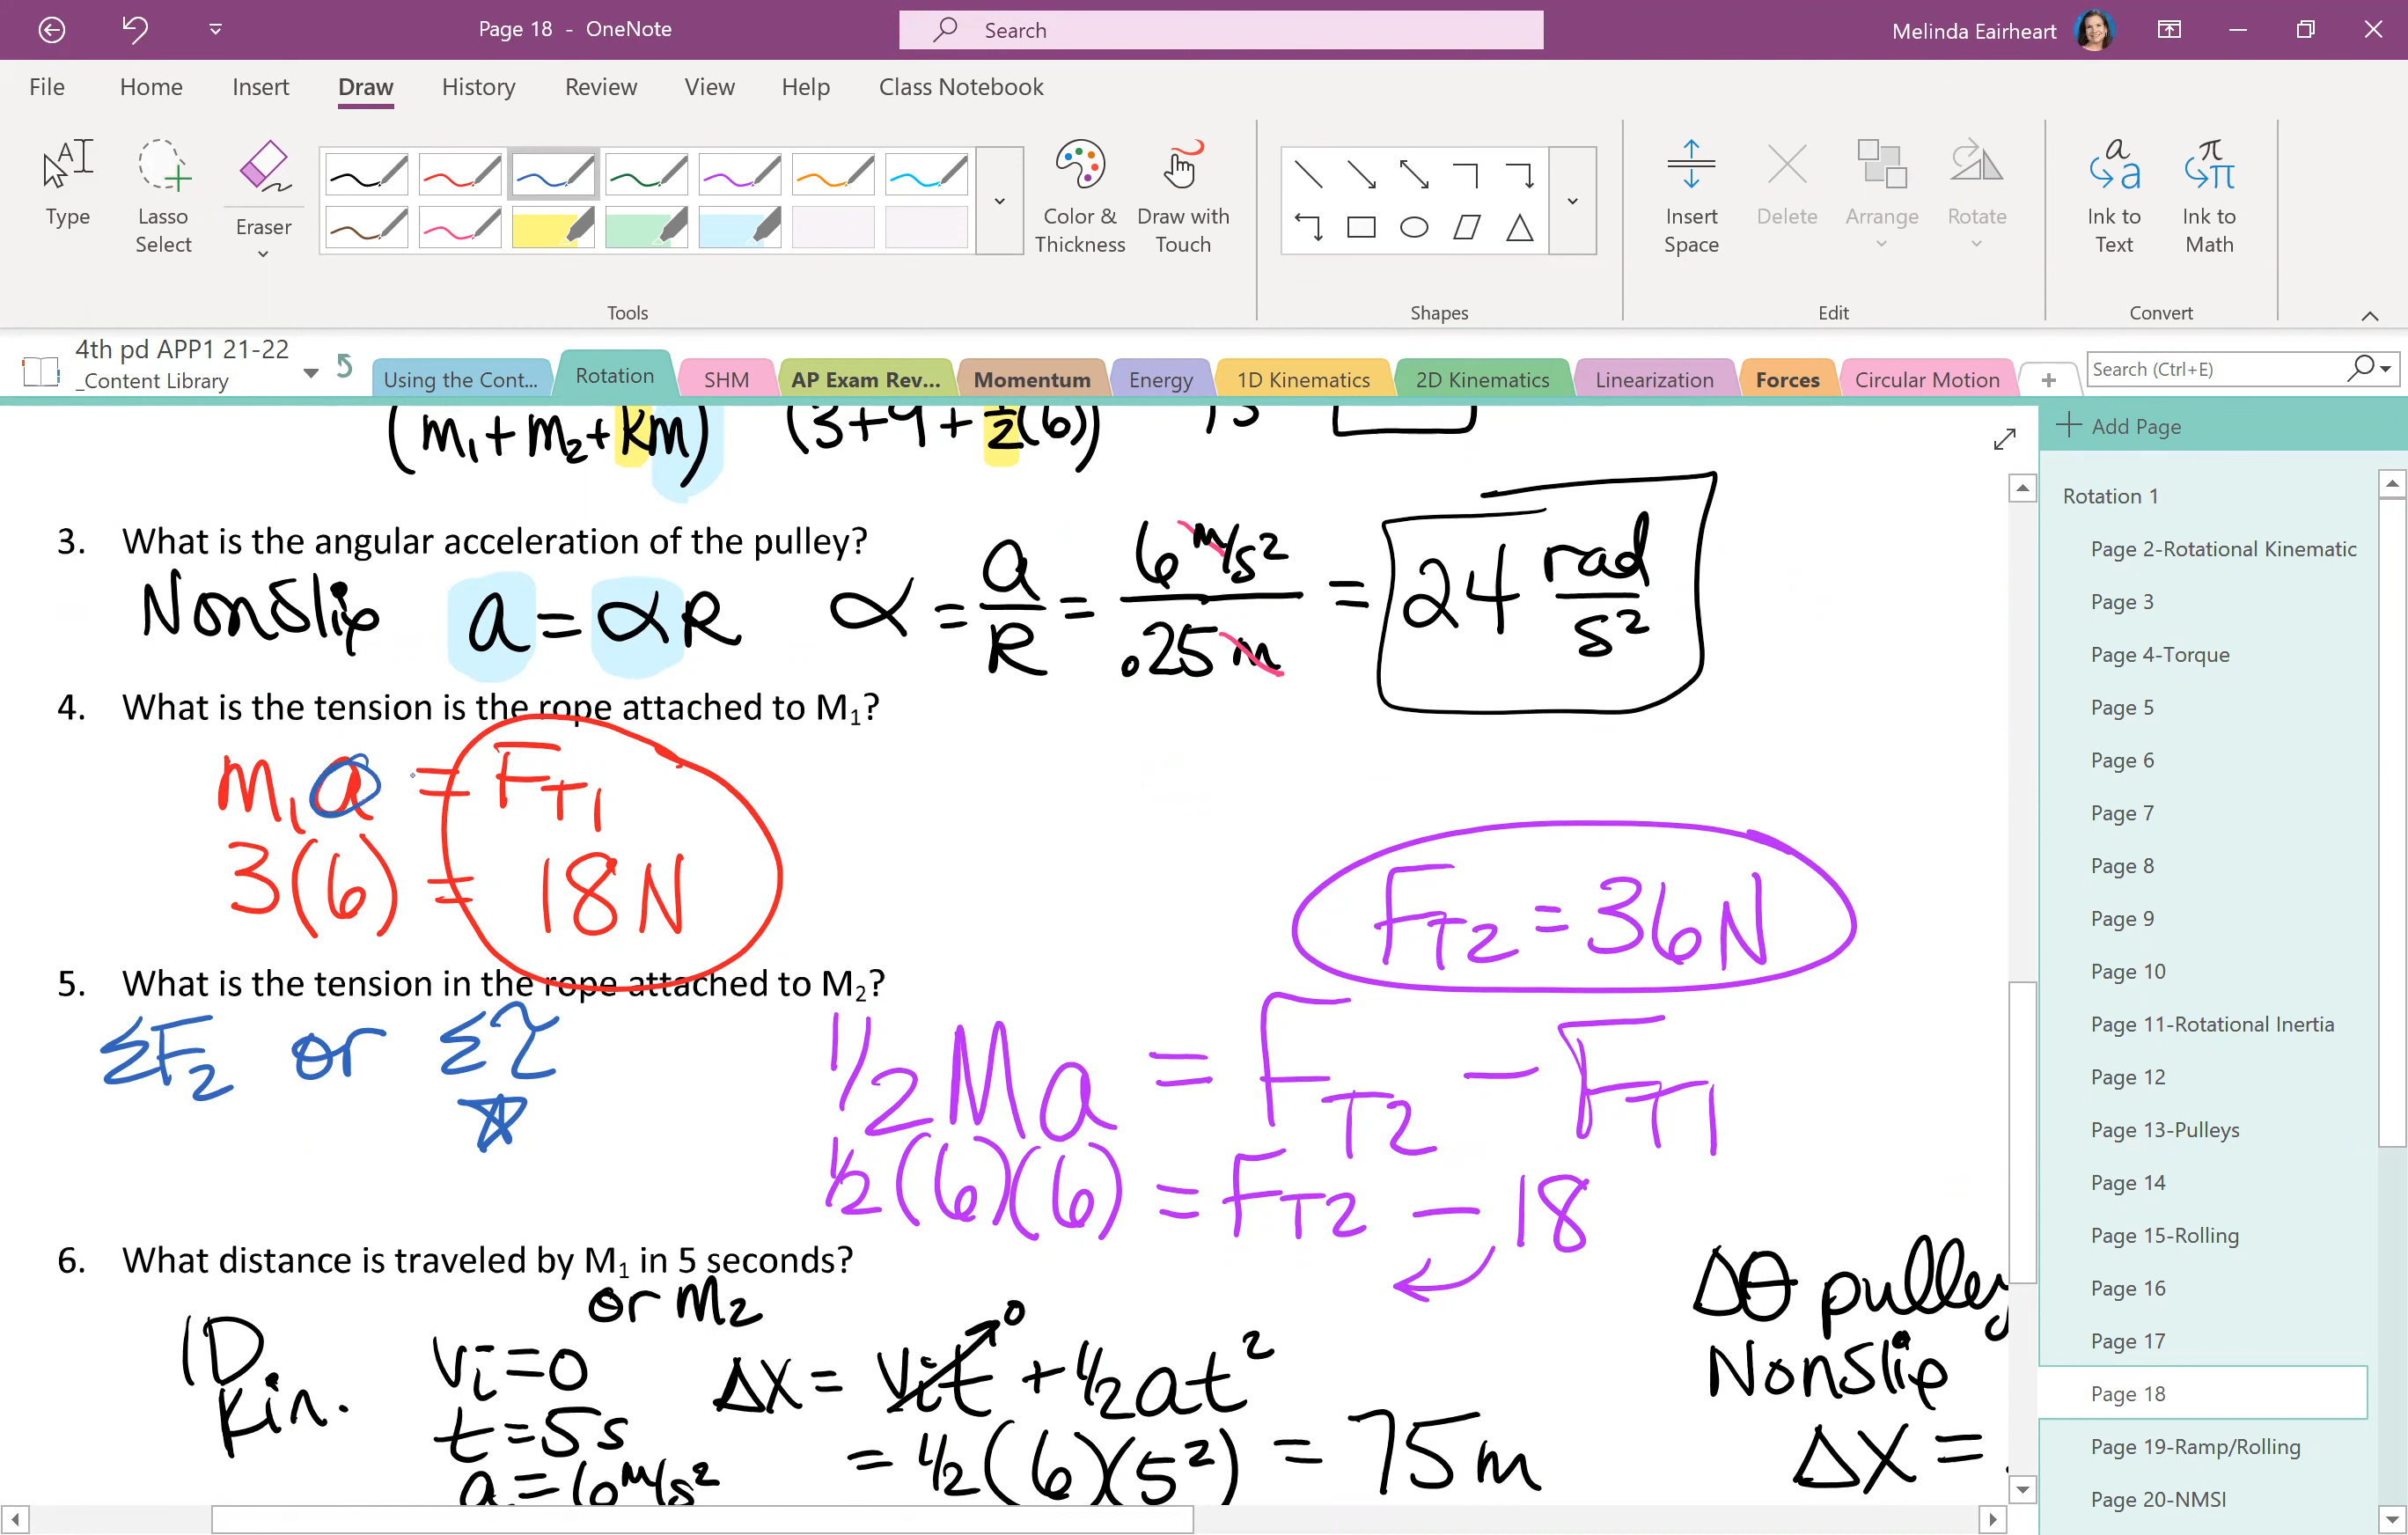 Page 18 - OneNote
Search
Melinda Eairheart
File Home Insert Draw History Review View Help Class Notebook
Type
Lasso Select
Eraser
Color & Thickness
Draw with Touch
Insert Space
Delete
Arrange
Rotate
Ink to Text
Ink to Math
Tools
Shapes
Edit
Convert
4th pd APP1 21-22
_Content Library
Using the Cont... Rotation SHM AP Exam Rev... Momentum Energy 1D Kinematics 2D Kinematics Linearization Forces Circular Motion +
Search (Ctrl+E)
(m₁+m₂+km) (3+9+½(6)) 15
3. What is the angular acceleration of the pulley?
NonSlip a = αR α = a/R = 6 m/s² / .25 m = 24 rad/s²
4. What is the tension is the rope attached to M₁?
m₁a = F_T1
3(6) = 18N
F_T2 = 36N
5. What is the tension in the rope attached to M₂?
ΣF₂ or Στ
½Ma = F_T2 - F_T1
½(6)(6) = F_T2 - 18
6. What distance is traveled by M₁ in 5 seconds?
or M₂
1D Kin.
Vi = 0
t = 5s
a = 6 m/s²
Δx = Vit + ½at²
0
= ½(6)(5²) = 75m
Δθ pulley
NonSlip
Δx =
Add Page
Rotation 1
Page 2-Rotational Kinematic
Page 3
Page 4-Torque
Page 5
Page 6
Page 7
Page 8
Page 9
Page 10
Page 11-Rotational Inertia
Page 12
Page 13-Pulleys
Page 14
Page 15-Rolling
Page 16
Page 17
Page 18
Page 19-Ramp/Rolling
Page 20-NMSI